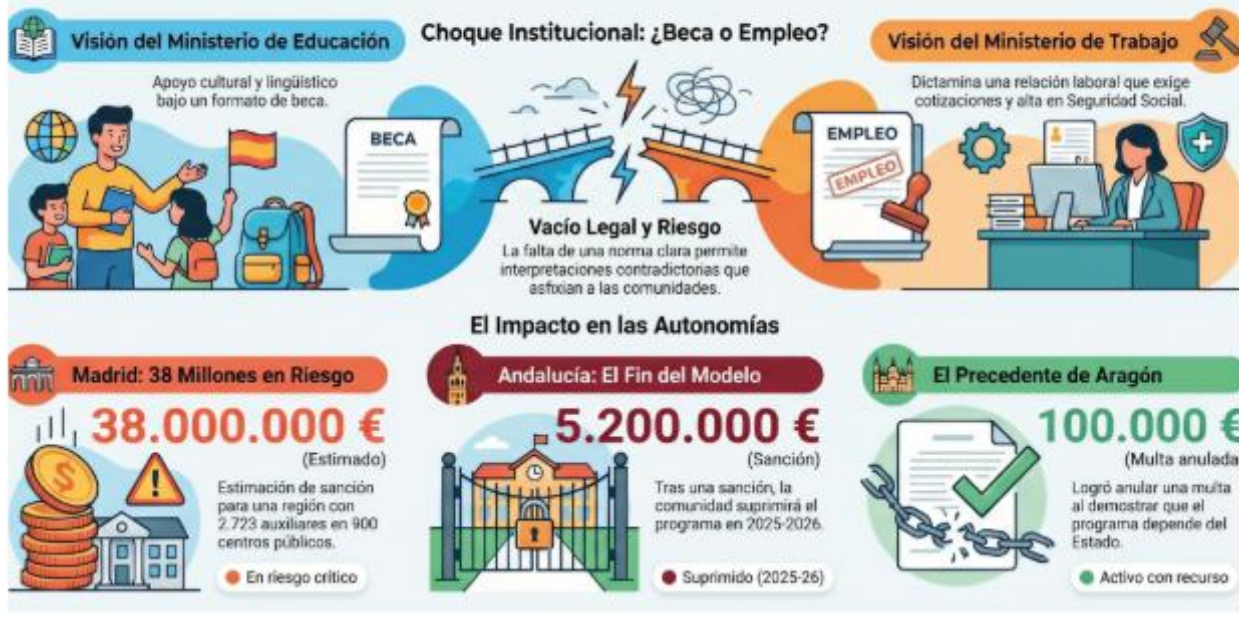 Choque Institucional: ¿Beca o Empleo?
Visión del Ministerio de Educación
Apoyo cultural y lingüístico
bajo un formato de beca.
BECA
Vacío Legal y Riesgo
La falta de una norma clara permite
interpretaciones contradictorias que
asfixian a las comunidades.
Visión del Ministerio de Trabajo
Dictamina una relación laboral que exige
cotizaciones y alta en Seguridad Social.
EMPLEO
EMPLEO
El Impacto en las Autonomías
Madrid: 38 Millones en Riesgo
38.000.000 €
(Estimado)
Estimación de sanción
para una región con
2.723 auxiliares en 900
centros públicos.
En riesgo crítico
Andalucía: El Fin del Modelo
5.200.000 €
(Sanción)
Tras una sanción, la
comunidad suprimirá el
programa en 2025-2026.
Suprimido (2025-26)
El Precedente de Aragón
100.000 €
(Multa anulada
Logró anular una multa
al demostrar que el
programa depende del
Estado.
Activo con recurso